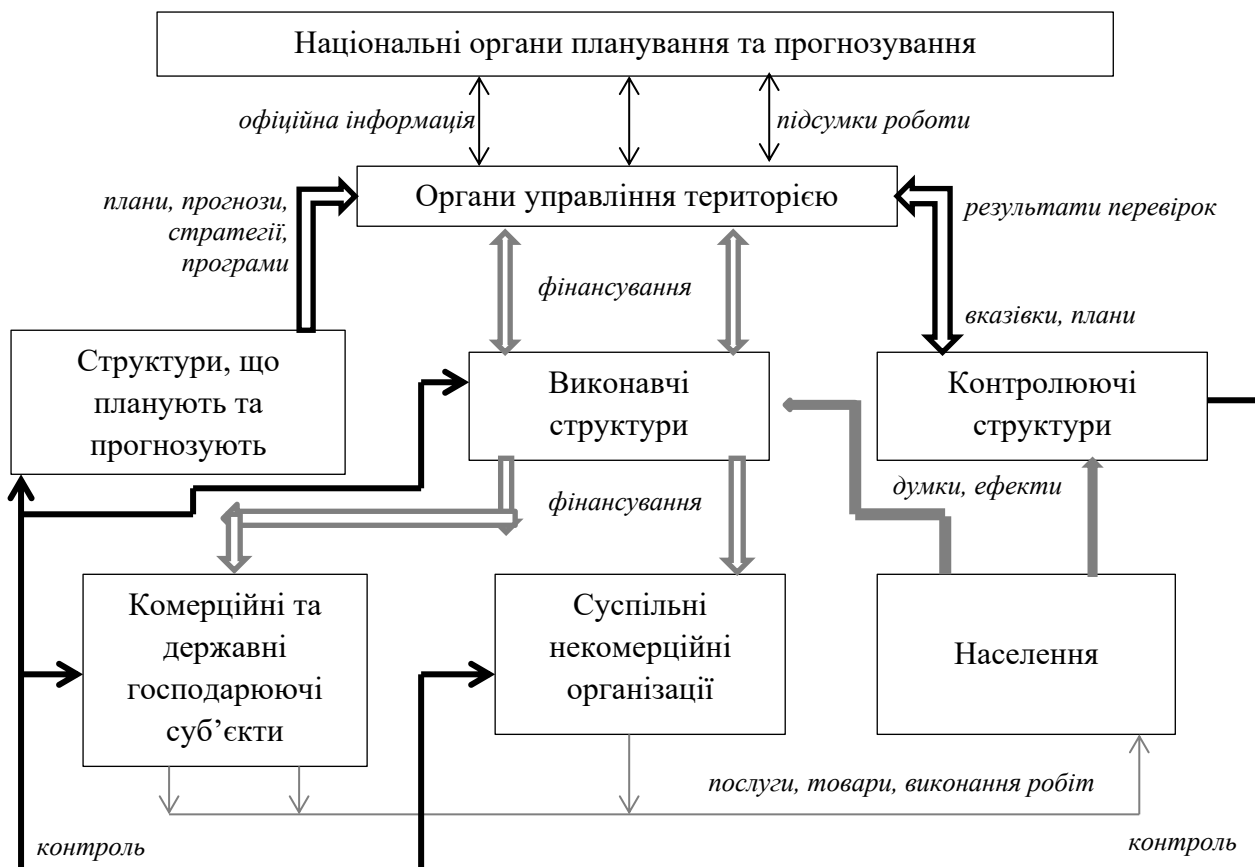 Національні органи планування та прогнозування
офіційна інформація
підсумки роботи
Органи управління територією
плани, прогнози,
стратегії,
програми
результати перевірок
фінансування
вказівки, плани
Структури, що
планують та
прогнозують
Виконавчі
структури
Контролюючі
структури
фінансування
думки, ефекти
Комерційні та
державні
господарюючі
суб’єкти
Суспільні
некомерційні
організації
Населення
послуги, товари, виконання робіт
контроль
контроль